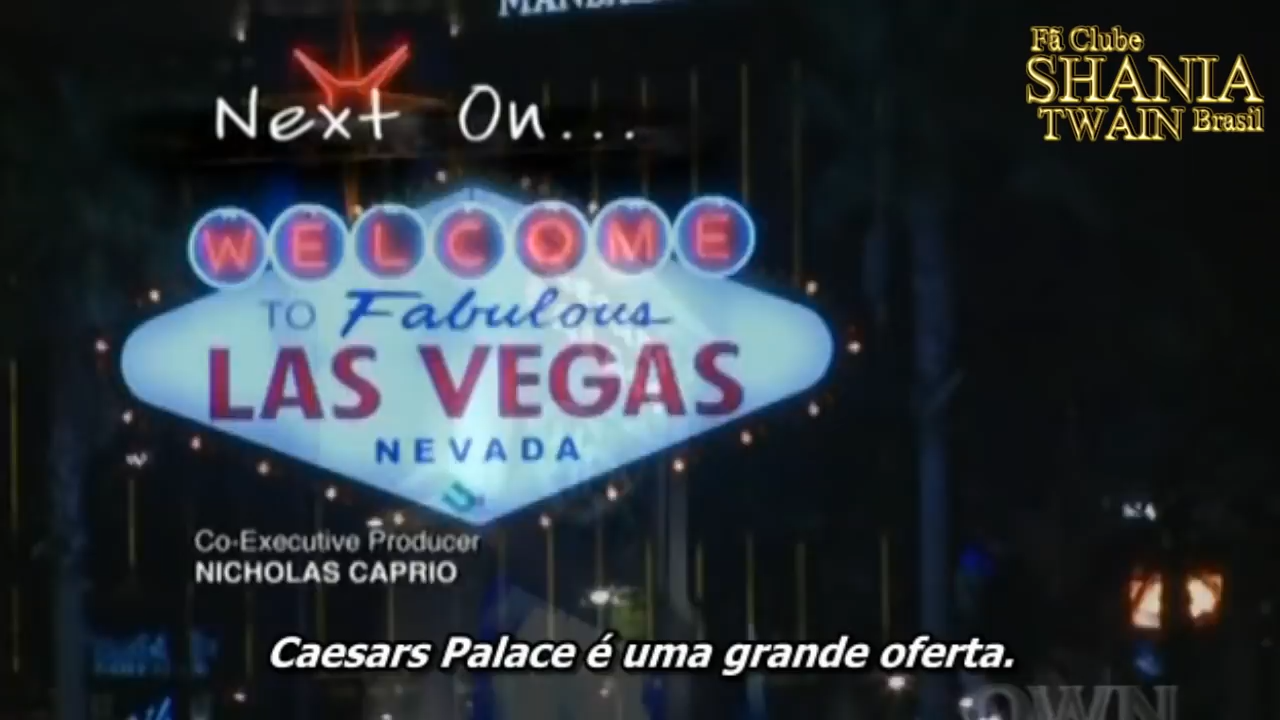 Fã Clube
SHANIA
TWAIN Brasil
Next On...
WELCOME
TO Fabulous
LAS VEGAS
NEVADA
Co-Executive Producer
NICHOLAS CAPRIO
Caesars Palace é uma grande oferta.
OWN